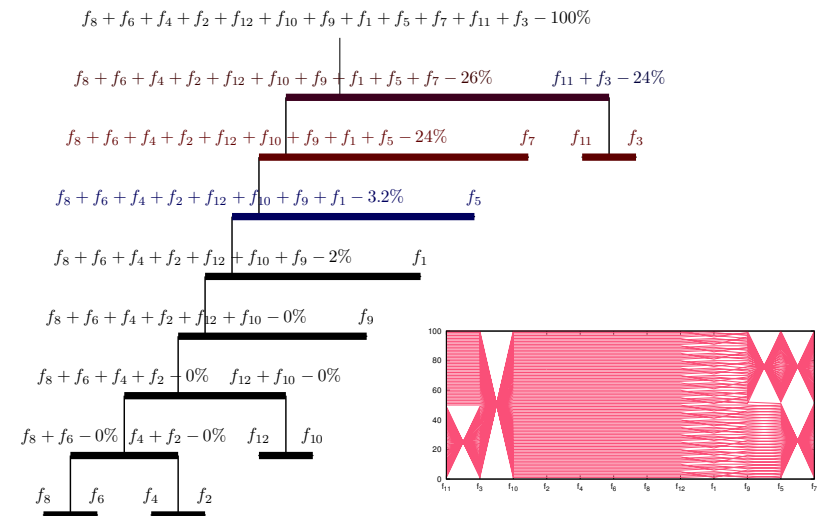 f₈ + f₆ + f₄ + f₂ + f₁₂ + f₁₀ + f₉ + f₁ + f₅ + f₇ + f₁₁ + f₃ − 100%
f₈ + f₆ + f₄ + f₂ + f₁₂ + f₁₀ + f₉ + f₁ + f₅ + f₇ − 26% f₁₁ + f₃ − 24%
f₈ + f₆ + f₄ + f₂ + f₁₂ + f₁₀ + f₉ + f₁ + f₅ − 24% f₇ f₁₁ f₃
f₈ + f₆ + f₄ + f₂ + f₁₂ + f₁₀ + f₉ + f₁ − 3.2% f₅
f₈ + f₆ + f₄ + f₂ + f₁₂ + f₁₀ + f₉ − 2% f₁
f₈ + f₆ + f₄ + f₂ + f₁₂ + f₁₀ − 0% f₉
f₈ + f₆ + f₄ + f₂ − 0% f₁₂ + f₁₀ − 0%
f₈ + f₆ − 0% f₄ + f₂ − 0% f₁₂ f₁₀
f₈ f₆ f₄ f₂
100
80
60
40
20
0
f₁₁ f₃ f₁₀ f₂ f₄ f₆ f₈ f₁₂ f₁ f₉ f₅ f₇